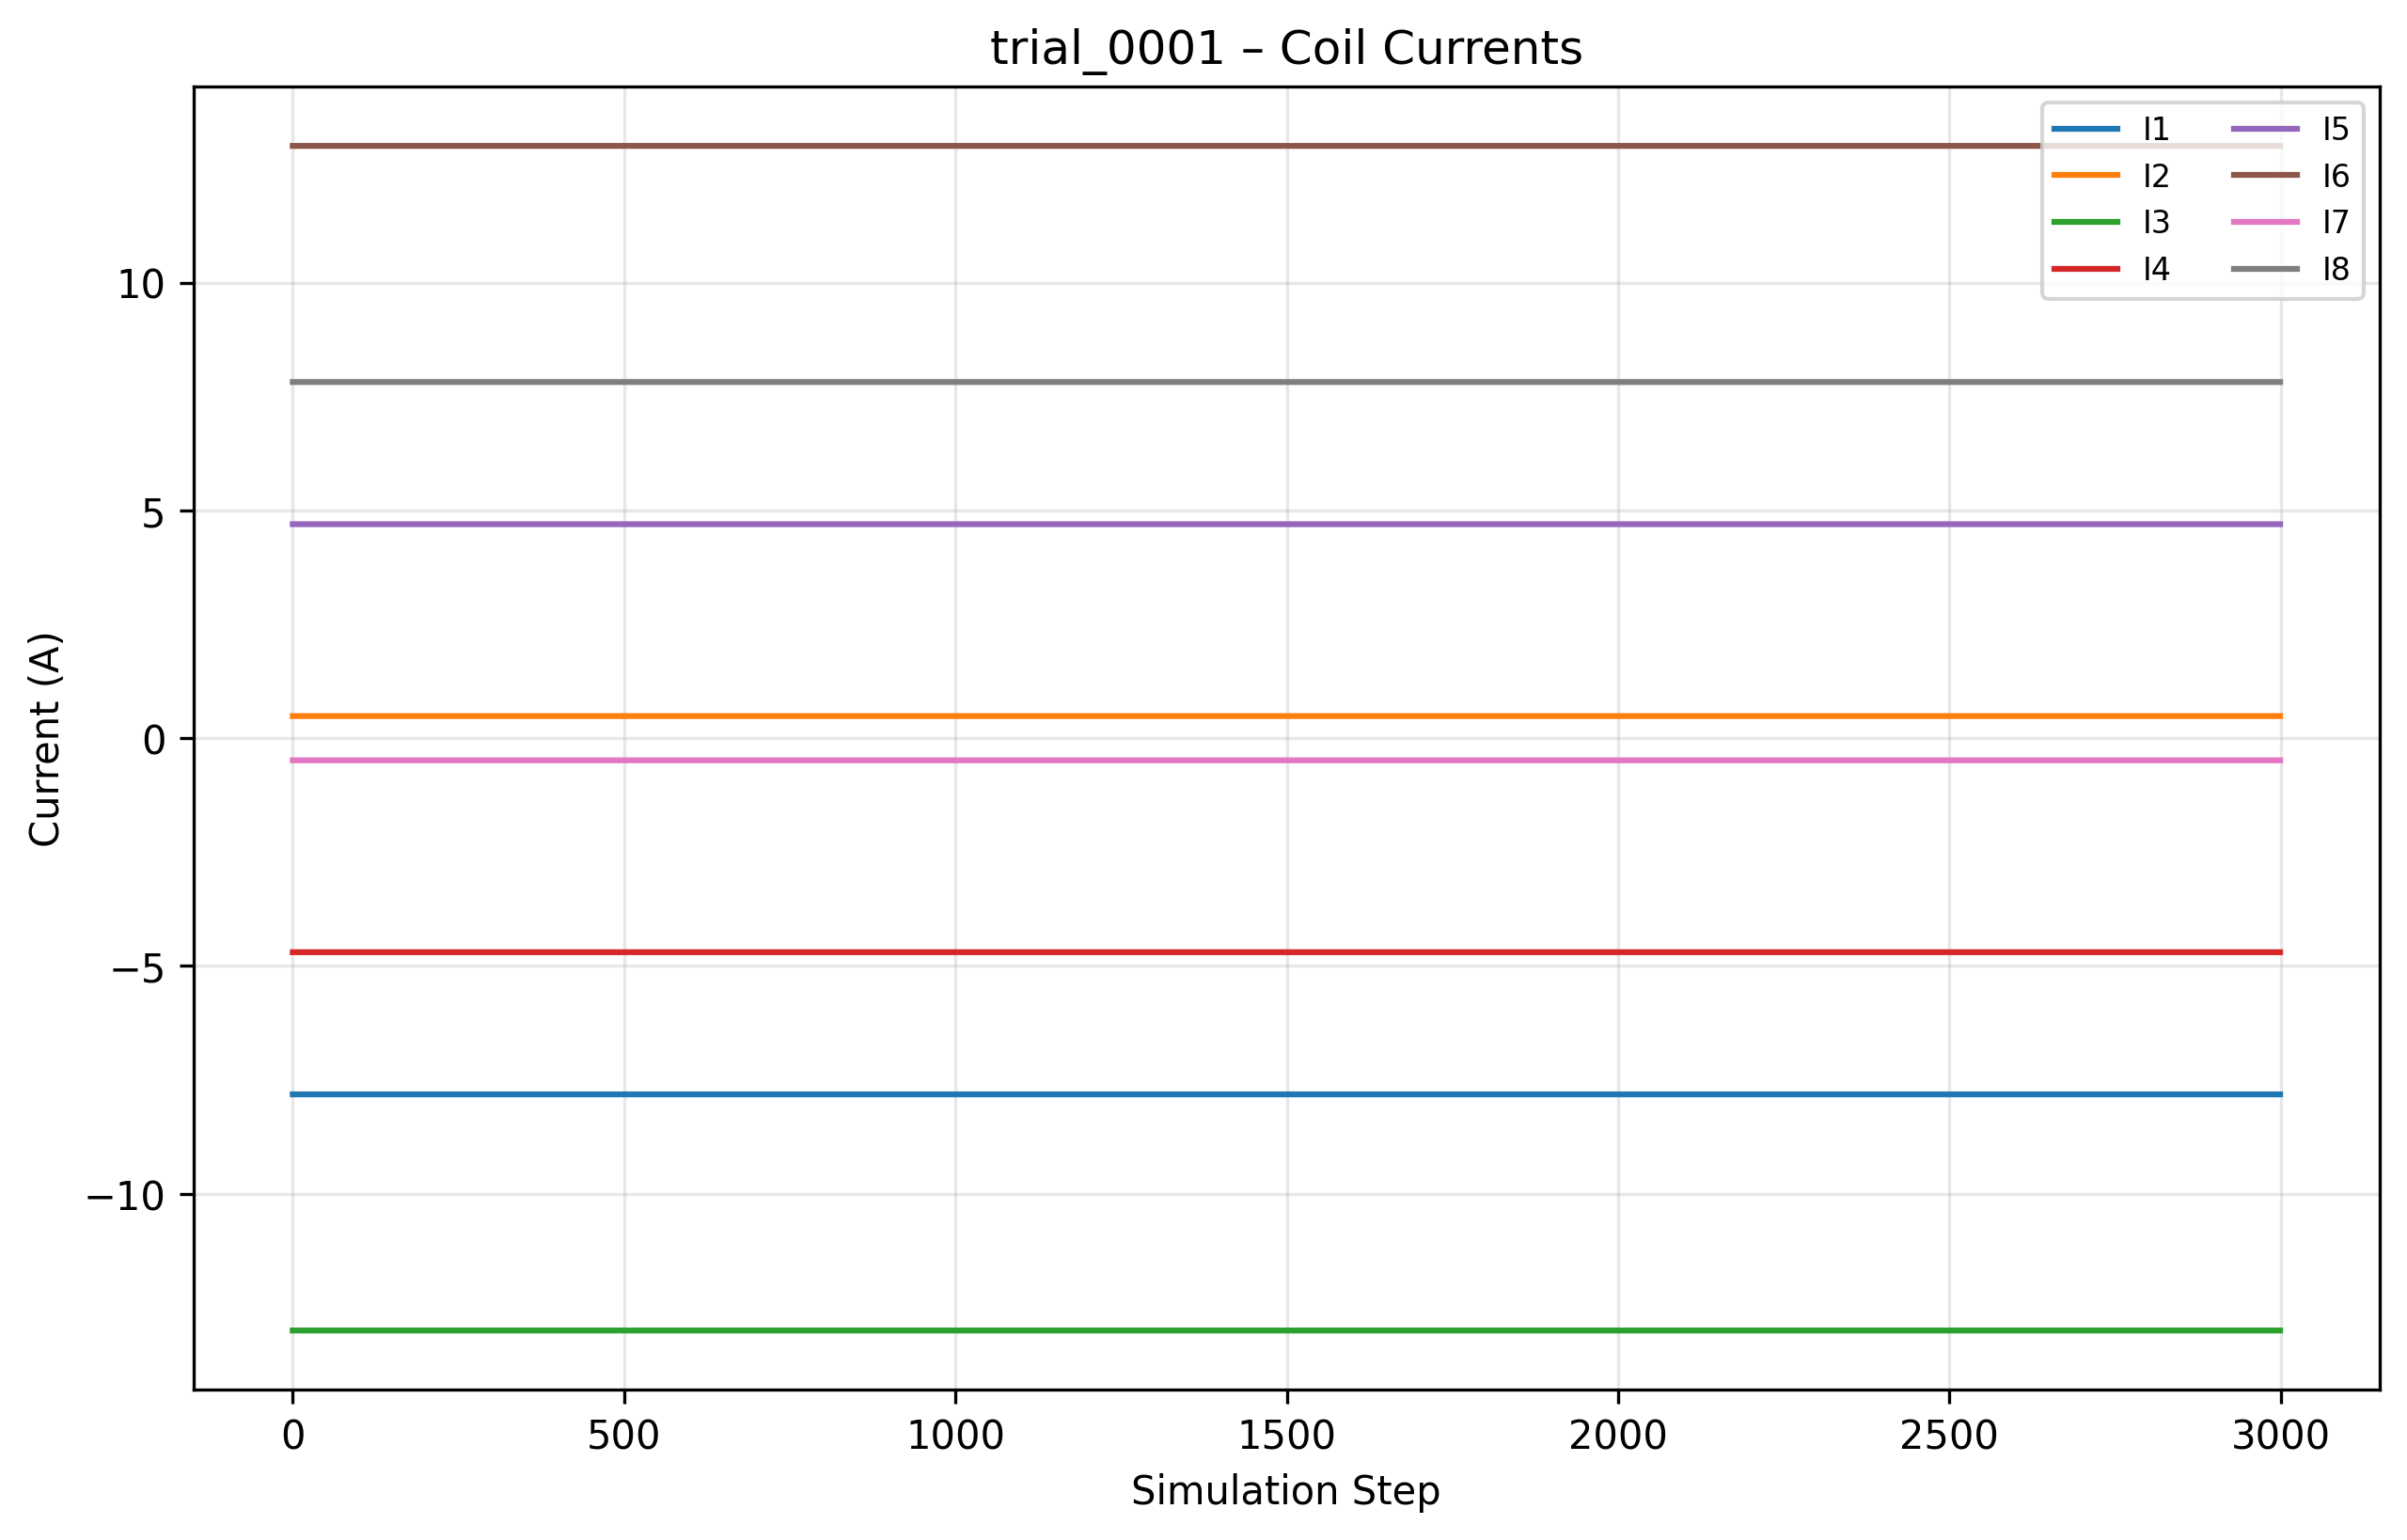 trial_0001 – Coil Currents
I1 I5
I2 I6
I3 I7
I4 I8
10
5
0
−5
−10
Current (A)
0 500 1000 1500 2000 2500 3000
Simulation Step